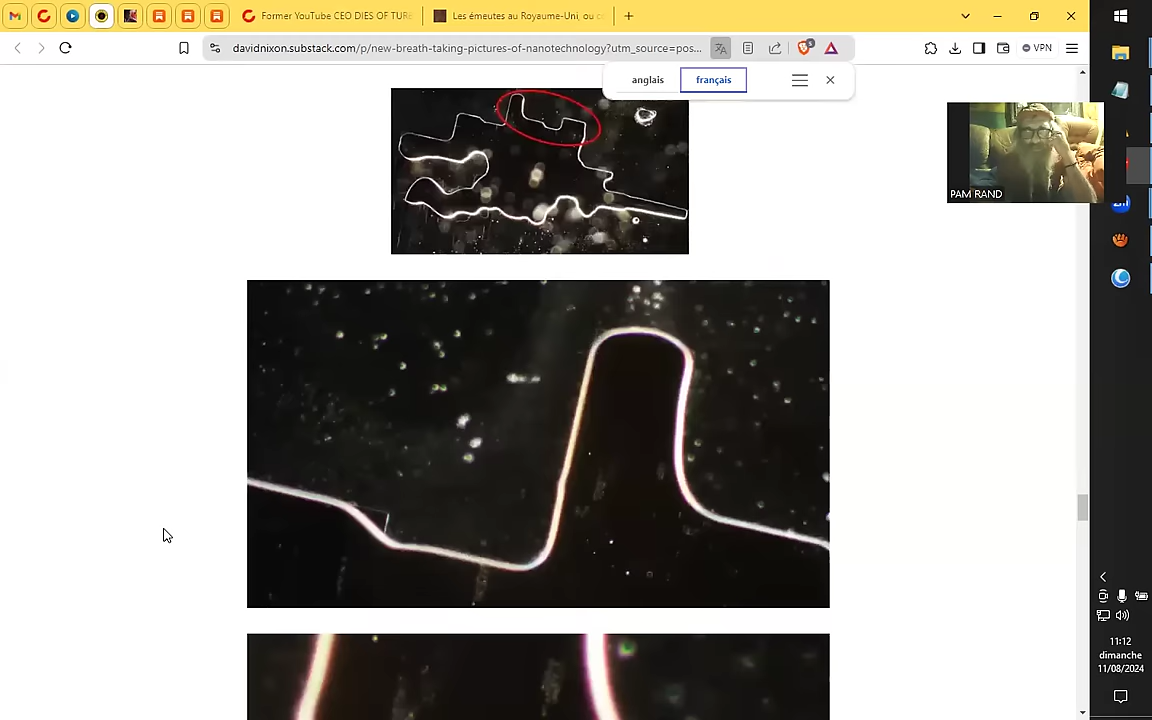 Former YouTube CEO DIES OF TUR
Les émeutes au Royaume-Uni, ou c
davidnixon.substack.com/p/new-breath-taking-pictures-of-nanotechnology?utm_source=pos...
VPN
anglais
français
PAM RAND
11:12
dimanche
11/08/2024